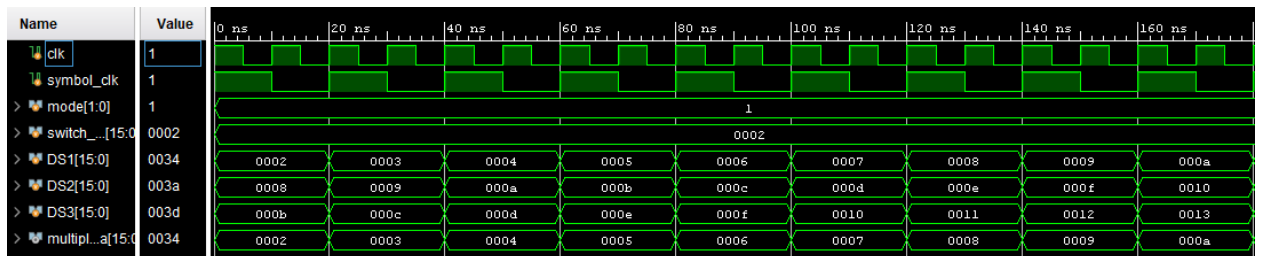 Name Value 0 ns 20 ns 40 ns 60 ns 80 ns 100 ns 120 ns 140 ns 160 ns
clk 1
symbol_clk 1
mode[1:0] 1 1
switch_...[15:0 0002 0002
DS1[15:0] 0034 0002 0003 0004 0005 0006 0007 0008 0009 000a
DS2[15:0] 003a 0008 0009 000a 000b 000c 000d 000e 000f 0010
DS3[15:0] 003d 000b 000c 000d 000e 000f 0010 0011 0012 0013
multipl...a[15:0 0034 0002 0003 0004 0005 0006 0007 0008 0009 000a